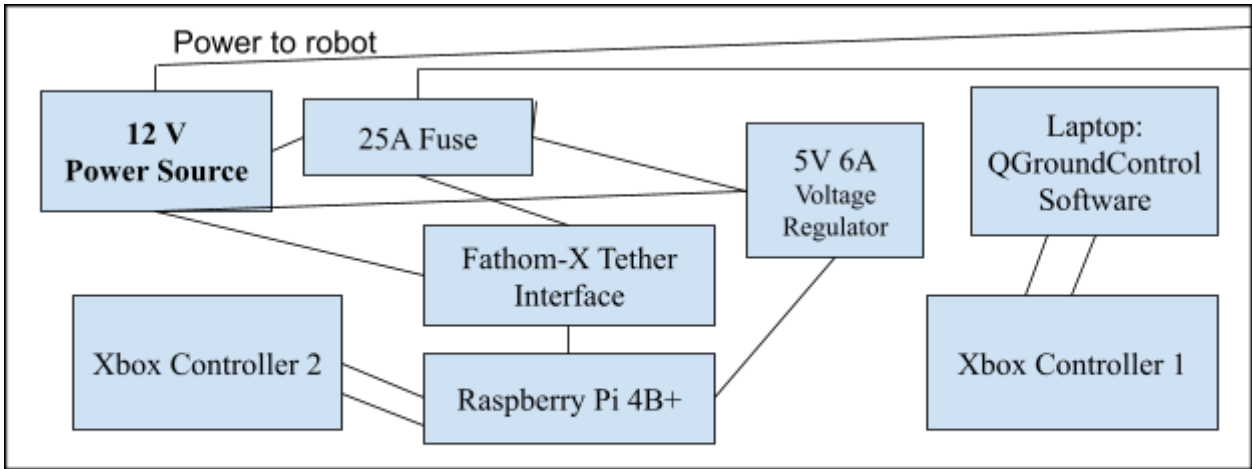 Power to robot
12 V
Power Source
25A Fuse
5V 6A
Voltage
Regulator
Laptop:
QGroundControl
Software
Fathom-X Tether
Interface
Xbox Controller 2
Raspberry Pi 4B+
Xbox Controller 1